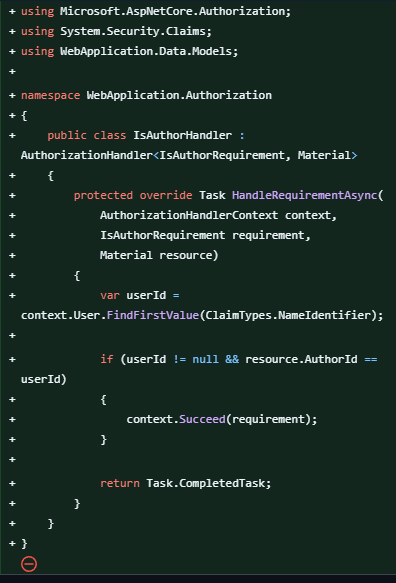 + using Microsoft.AspNetCore.Authorization;
+ using System.Security.Claims;
+ using WebApplication.Data.Models;
+
+ namespace WebApplication.Authorization
+ {
+     public class IsAuthorHandler :
AuthorizationHandler<IsAuthorRequirement, Material>
+     {
+         protected override Task HandleRequirementAsync(
+             AuthorizationHandlerContext context,
+             IsAuthorRequirement requirement,
+             Material resource)
+         {
+             var userId =
context.User.FindFirstValue(ClaimTypes.NameIdentifier);
+
+             if (userId != null && resource.AuthorId ==
userId)
+             {
+                 context.Succeed(requirement);
+             }
+
+             return Task.CompletedTask;
+         }
+     }
+ }